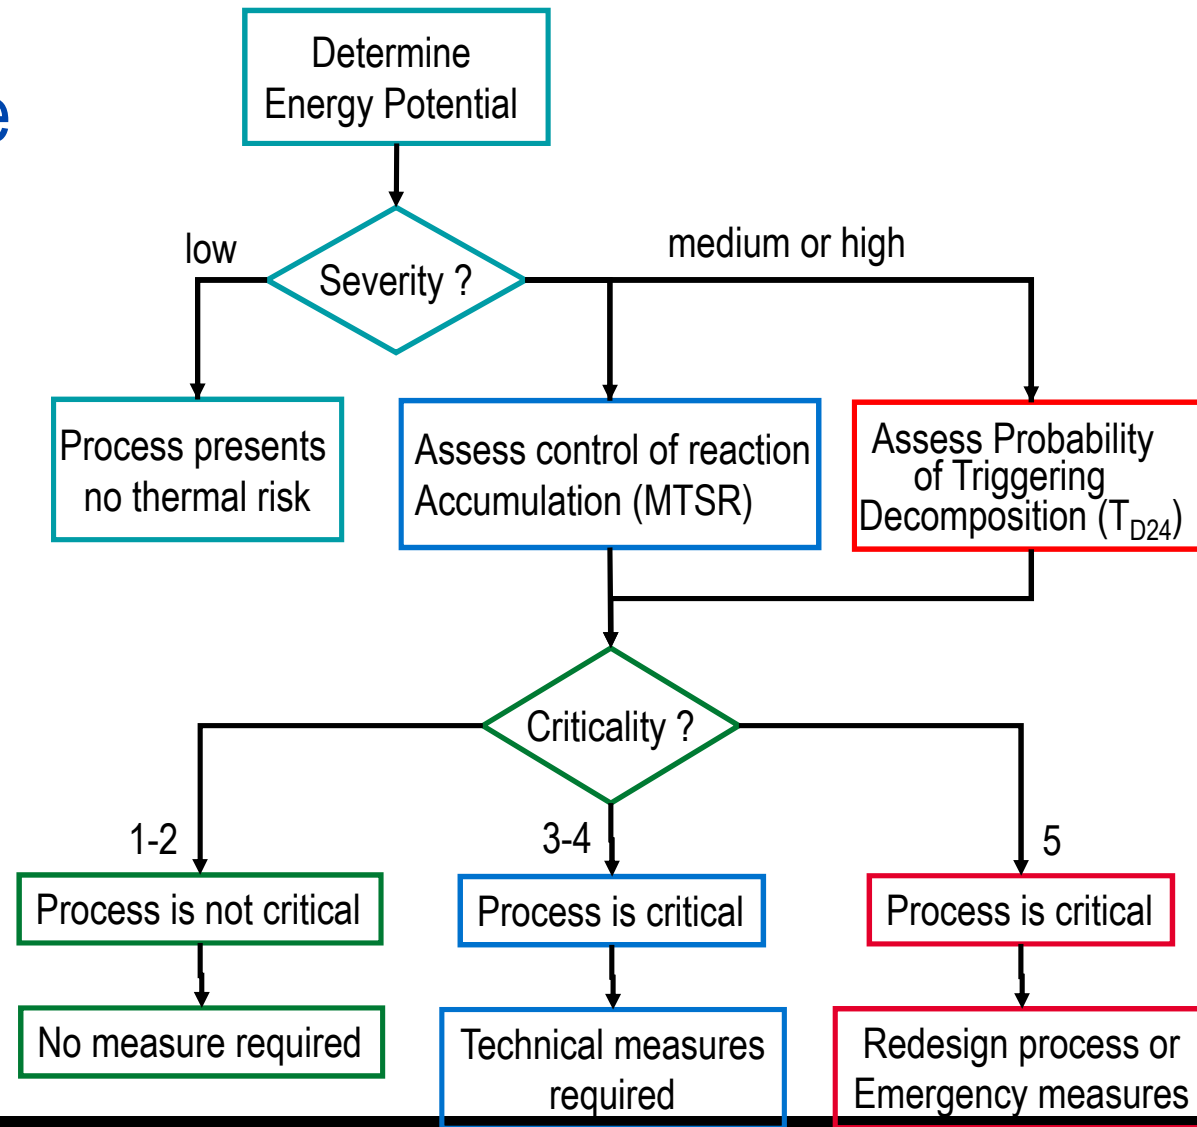 Determine
Energy Potential
e
low
medium or high
Severity ?
Process presents
no thermal risk
Assess control of reaction
Accumulation (MTSR)
Assess Probability
of Triggering
Decomposition (T_D24)
Criticality ?
1-2
3-4
5
Process is not critical
Process is critical
Process is critical
No measure required
Technical measures
required
Redesign process or
Emergency measures